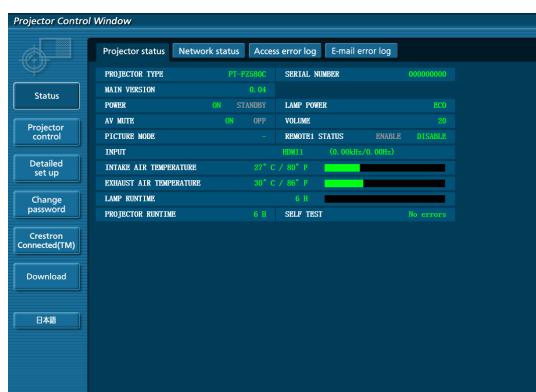 Projector Control Window
Projector status Network status Access error log E-mail error log
Status
Projector control
Detailed set up
Change password
Crestron Connected(TM)
Download
日本語
PROJECTOR TYPE PT-FZ580C SERIAL NUMBER 000000000
MAIN VERSION 0.04
POWER ON STANDBY LAMP POWER ECO
AV MUTE ON OFF VOLUME 20
PICTURE MODE - REMOTE1 STATUS ENABLE DISABLE
INPUT HDMI1 (0.00kHz/0.00Hz)
INTAKE AIR TEMPERATURE 27° C / 80° F
EXHAUST AIR TEMPERATURE 30° C / 86° F
LAMP RUNTIME 6 H
PROJECTOR RUNTIME 6 H SELF TEST No errors